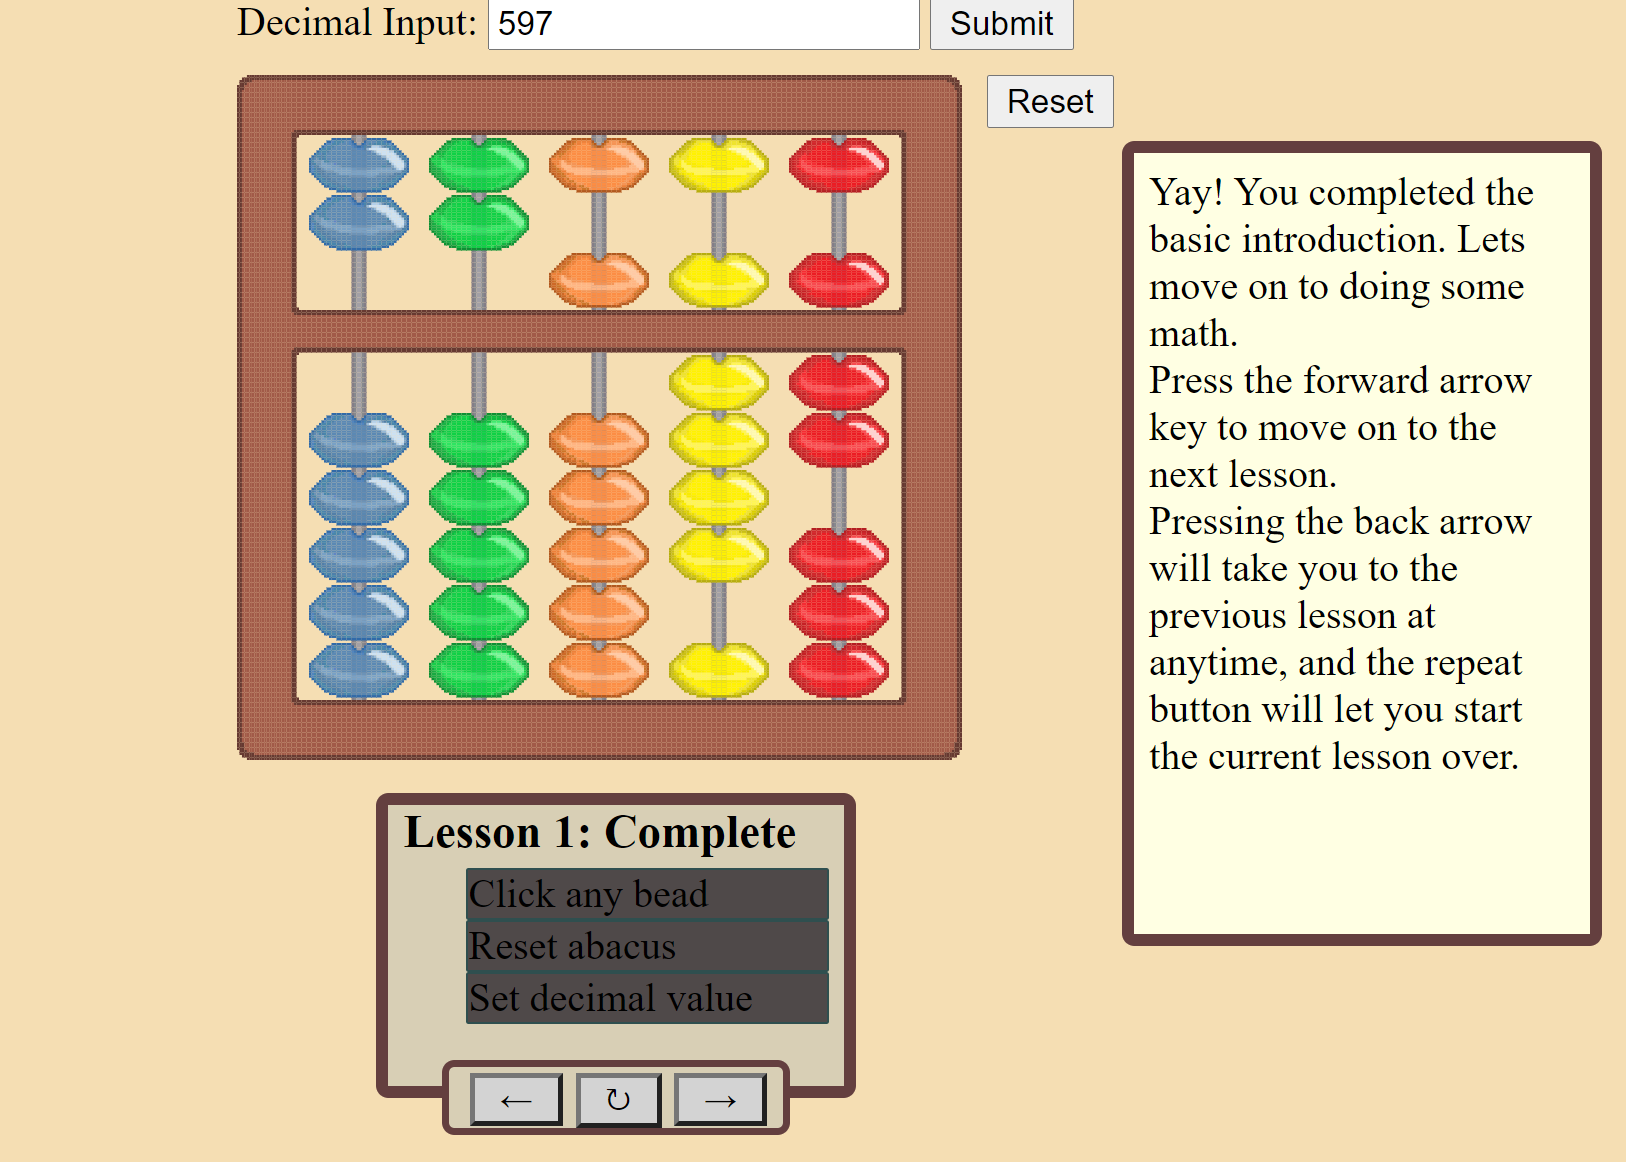 Decimal Input: 597 Submit
Reset
Yay! You completed the
basic introduction. Lets
move on to doing some
math.
Press the forward arrow
key to move on to the
next lesson.
Pressing the back arrow
will take you to the
previous lesson at
anytime, and the repeat
button will let you start
the current lesson over.
Lesson 1: Complete
Click any bead
Reset abacus
Set decimal value
← ↻ →